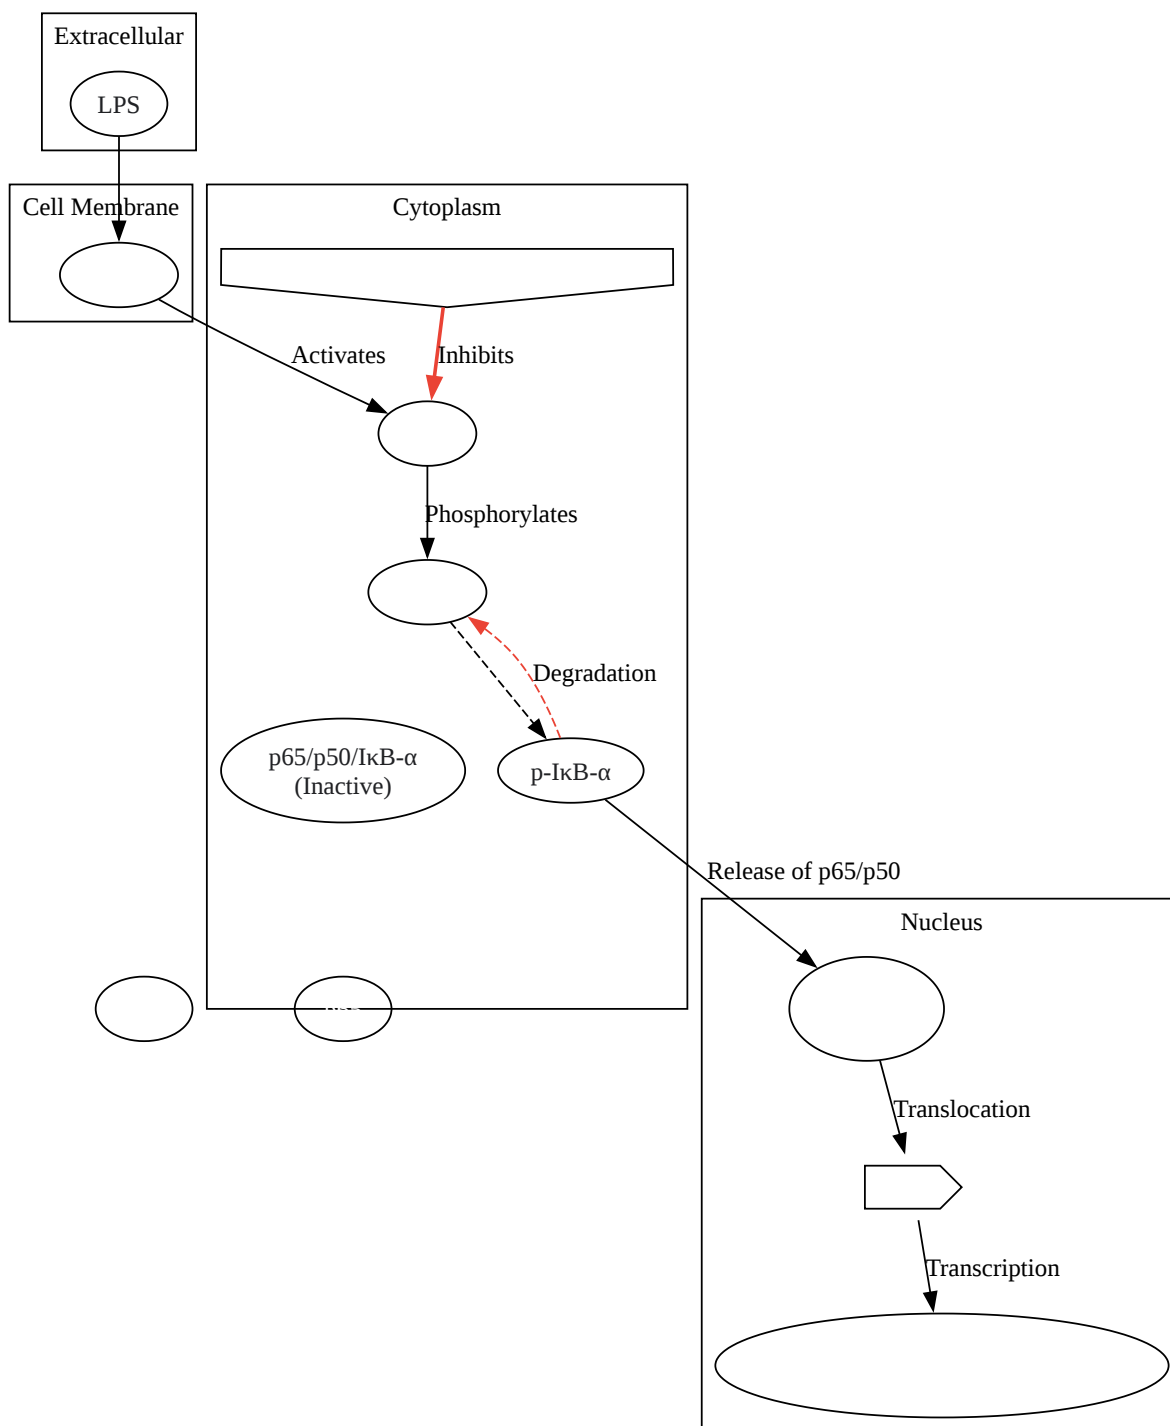 Extracellular
LPS
Cell Membrane
Cytoplasm
Activates
Inhibits
Phosphorylates
Degradation
p65/p50/IκB-α
(Inactive)
p-IκB-α
Release of p65/p50
Nucleus
Translocation
Transcription